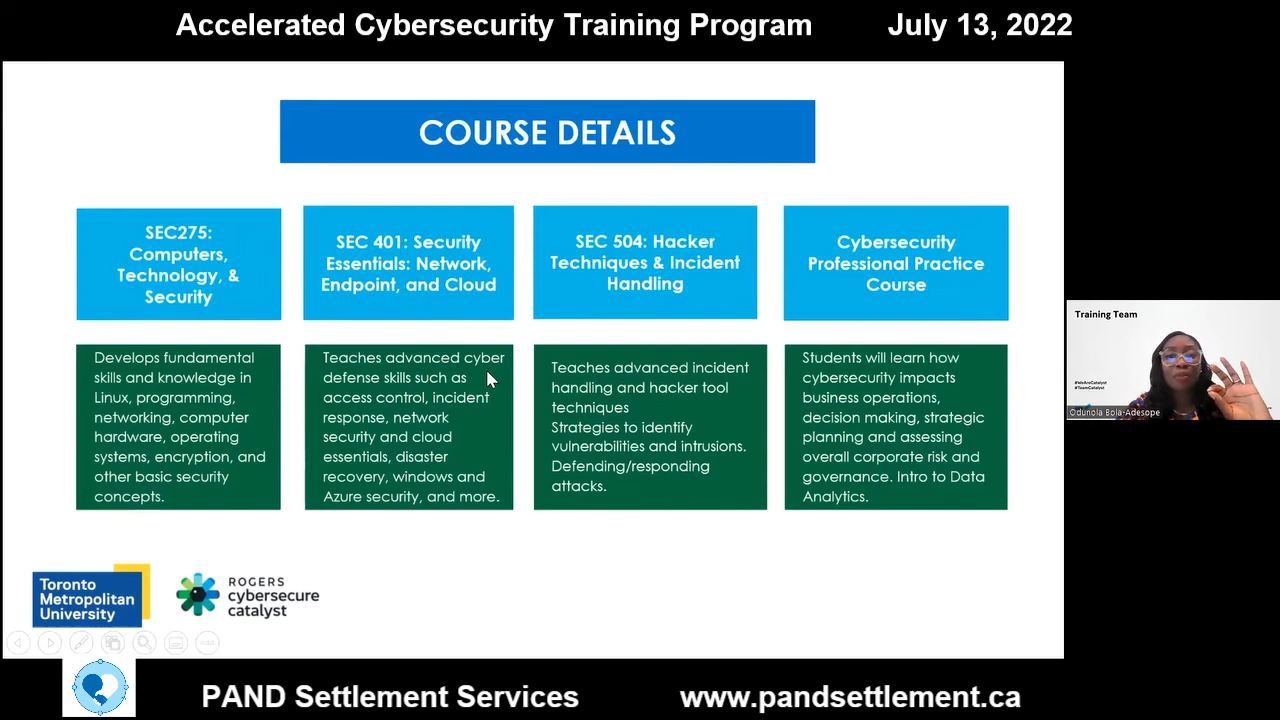 Accelerated Cybersecurity Training Program July 13, 2022
COURSE DETAILS
SEC275:
Computers,
Technology, &
Security
Develops fundamental
skills and knowledge in
Linux, programming,
networking, computer
hardware, operating
systems, encryption, and
other basic security
concepts.
SEC 401: Security
Essentials: Network,
Endpoint, and Cloud
Teaches advanced cyber
defense skills such as
access control, incident
response, network
security and cloud
essentials, disaster
recovery, windows and
Azure security, and more.
SEC 504: Hacker
Techniques & Incident
Handling
Teaches advanced incident
handling and hacker tool
techniques
Strategies to identify
vulnerabilities and intrusions.
Defending/responding
attacks.
Cybersecurity
Professional Practice
Course
Students will learn how
cybersecurity impacts
business operations,
decision making, strategic
planning and assessing
overall corporate risk and
governance. Intro to Data
Analytics.
Training Team
#WeAreCatalyst
#TeamCatalyst
Odunola Bola-Adesope
Toronto
Metropolitan
University
ROGERS
cybersecure
catalyst
PAND Settlement Services www.pandsettlement.ca